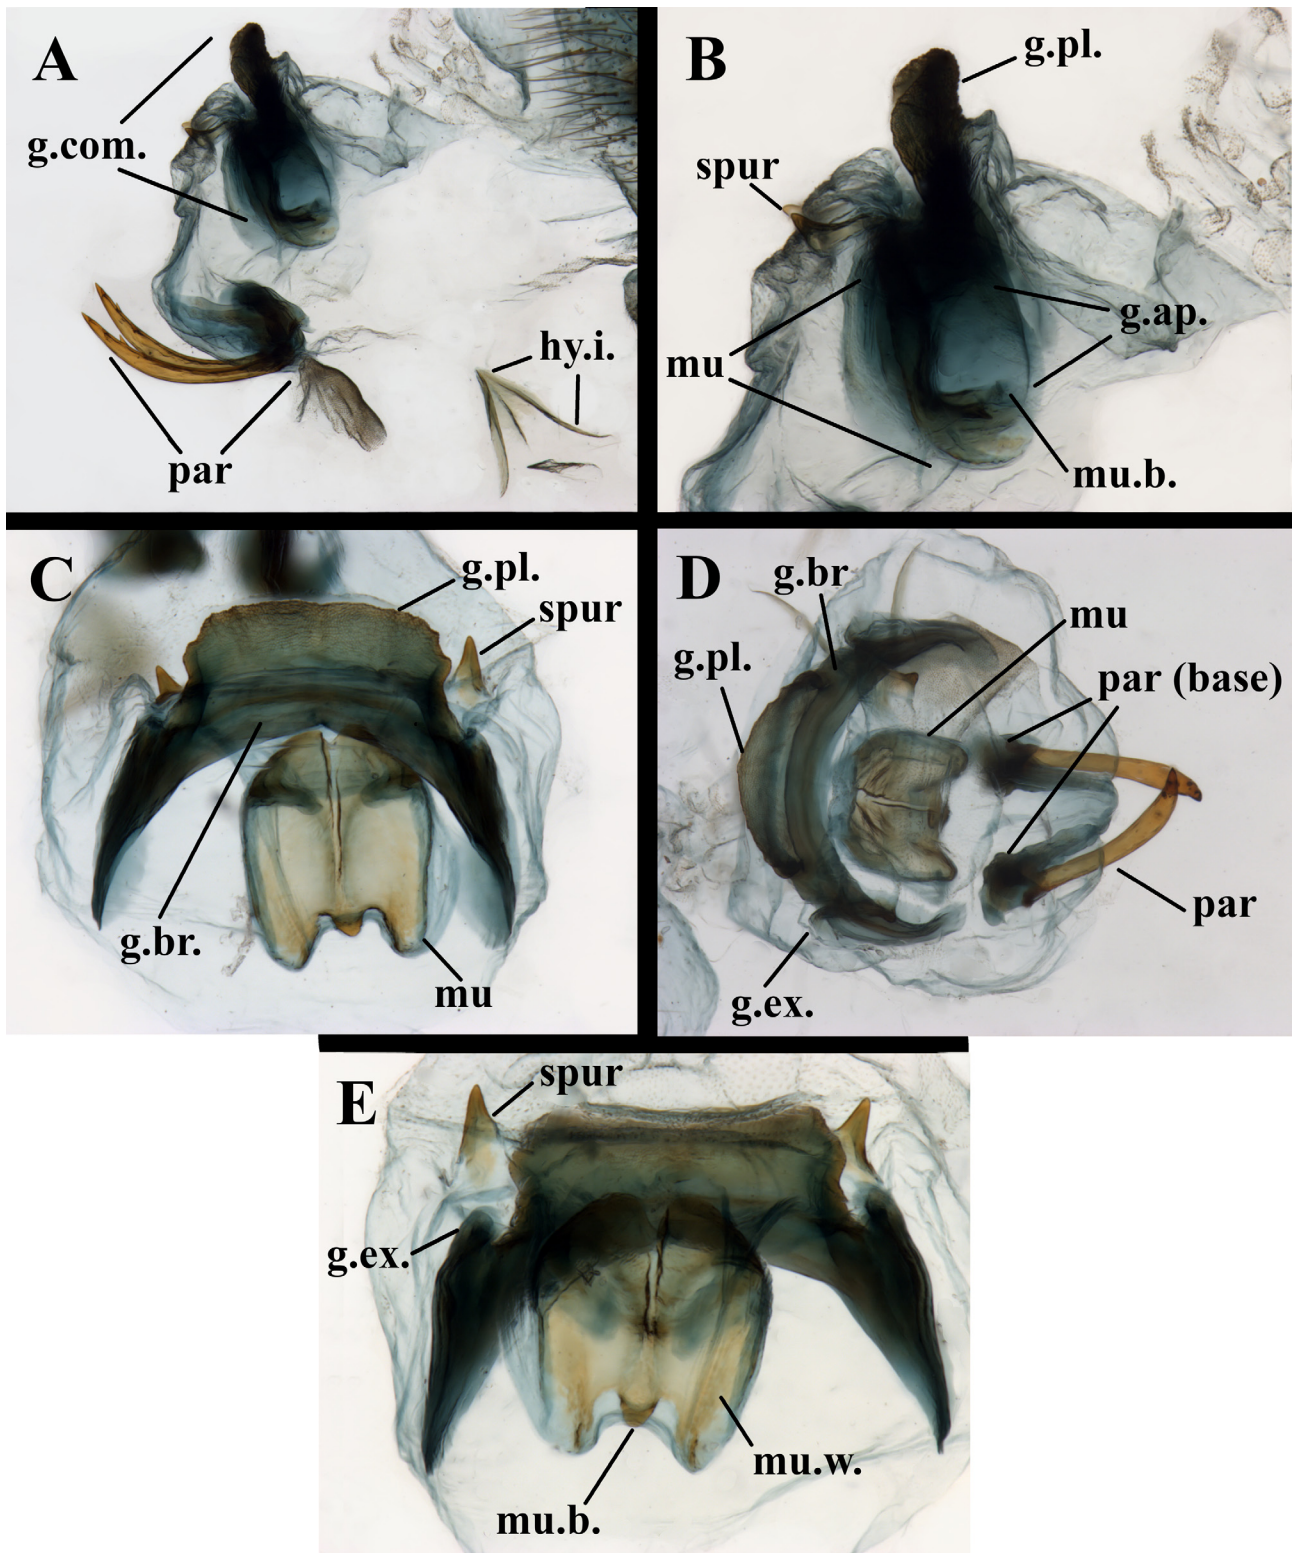 A
g.com.
hy.i.
par
B
g.pl.
spur
g.ap.
mu
mu.b.
C
g.pl.
spur
g.br.
mu
D
g.br
mu
g.pl.
par (base)
par
g.ex.
E
spur
g.ex.
mu.w.
mu.b.